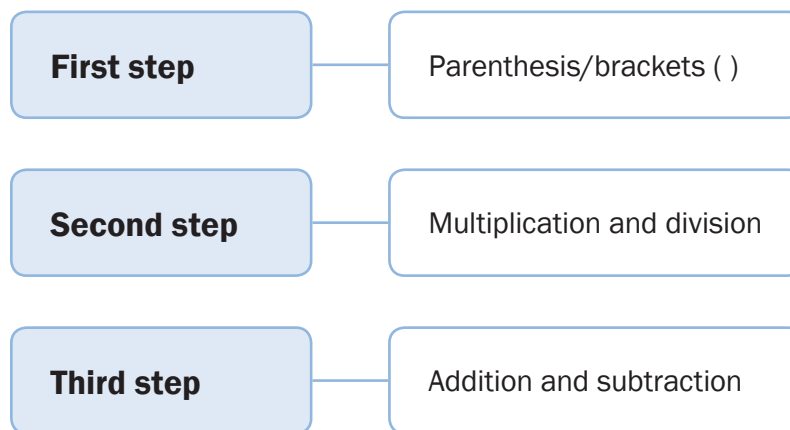 First step
Parenthesis/brackets ( )
Second step
Multiplication and division
Third step
Addition and subtraction